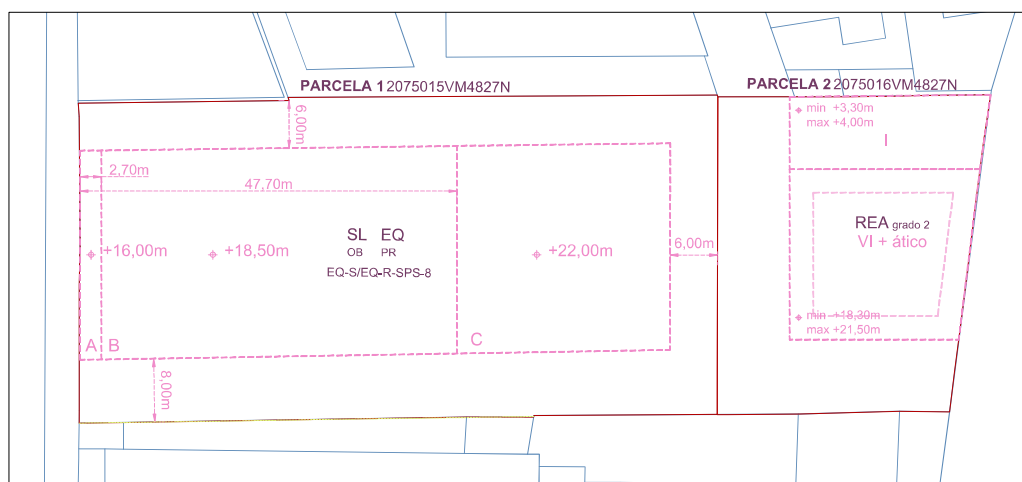 PARCELA 1 2075015VM4827N
PARCELA 2 2075016VM4827N
6,00m
min +3,30m
max +4,00m
I
2,70m
47,70m
SL EQ
OB PR
EQ-S/EQ-R-SPS-8
+16,00m
+18,50m
+22,00m
6,00m
REA grado 2
VI + ático
min +18,30m
max +21,50m
A B
C
8,00m